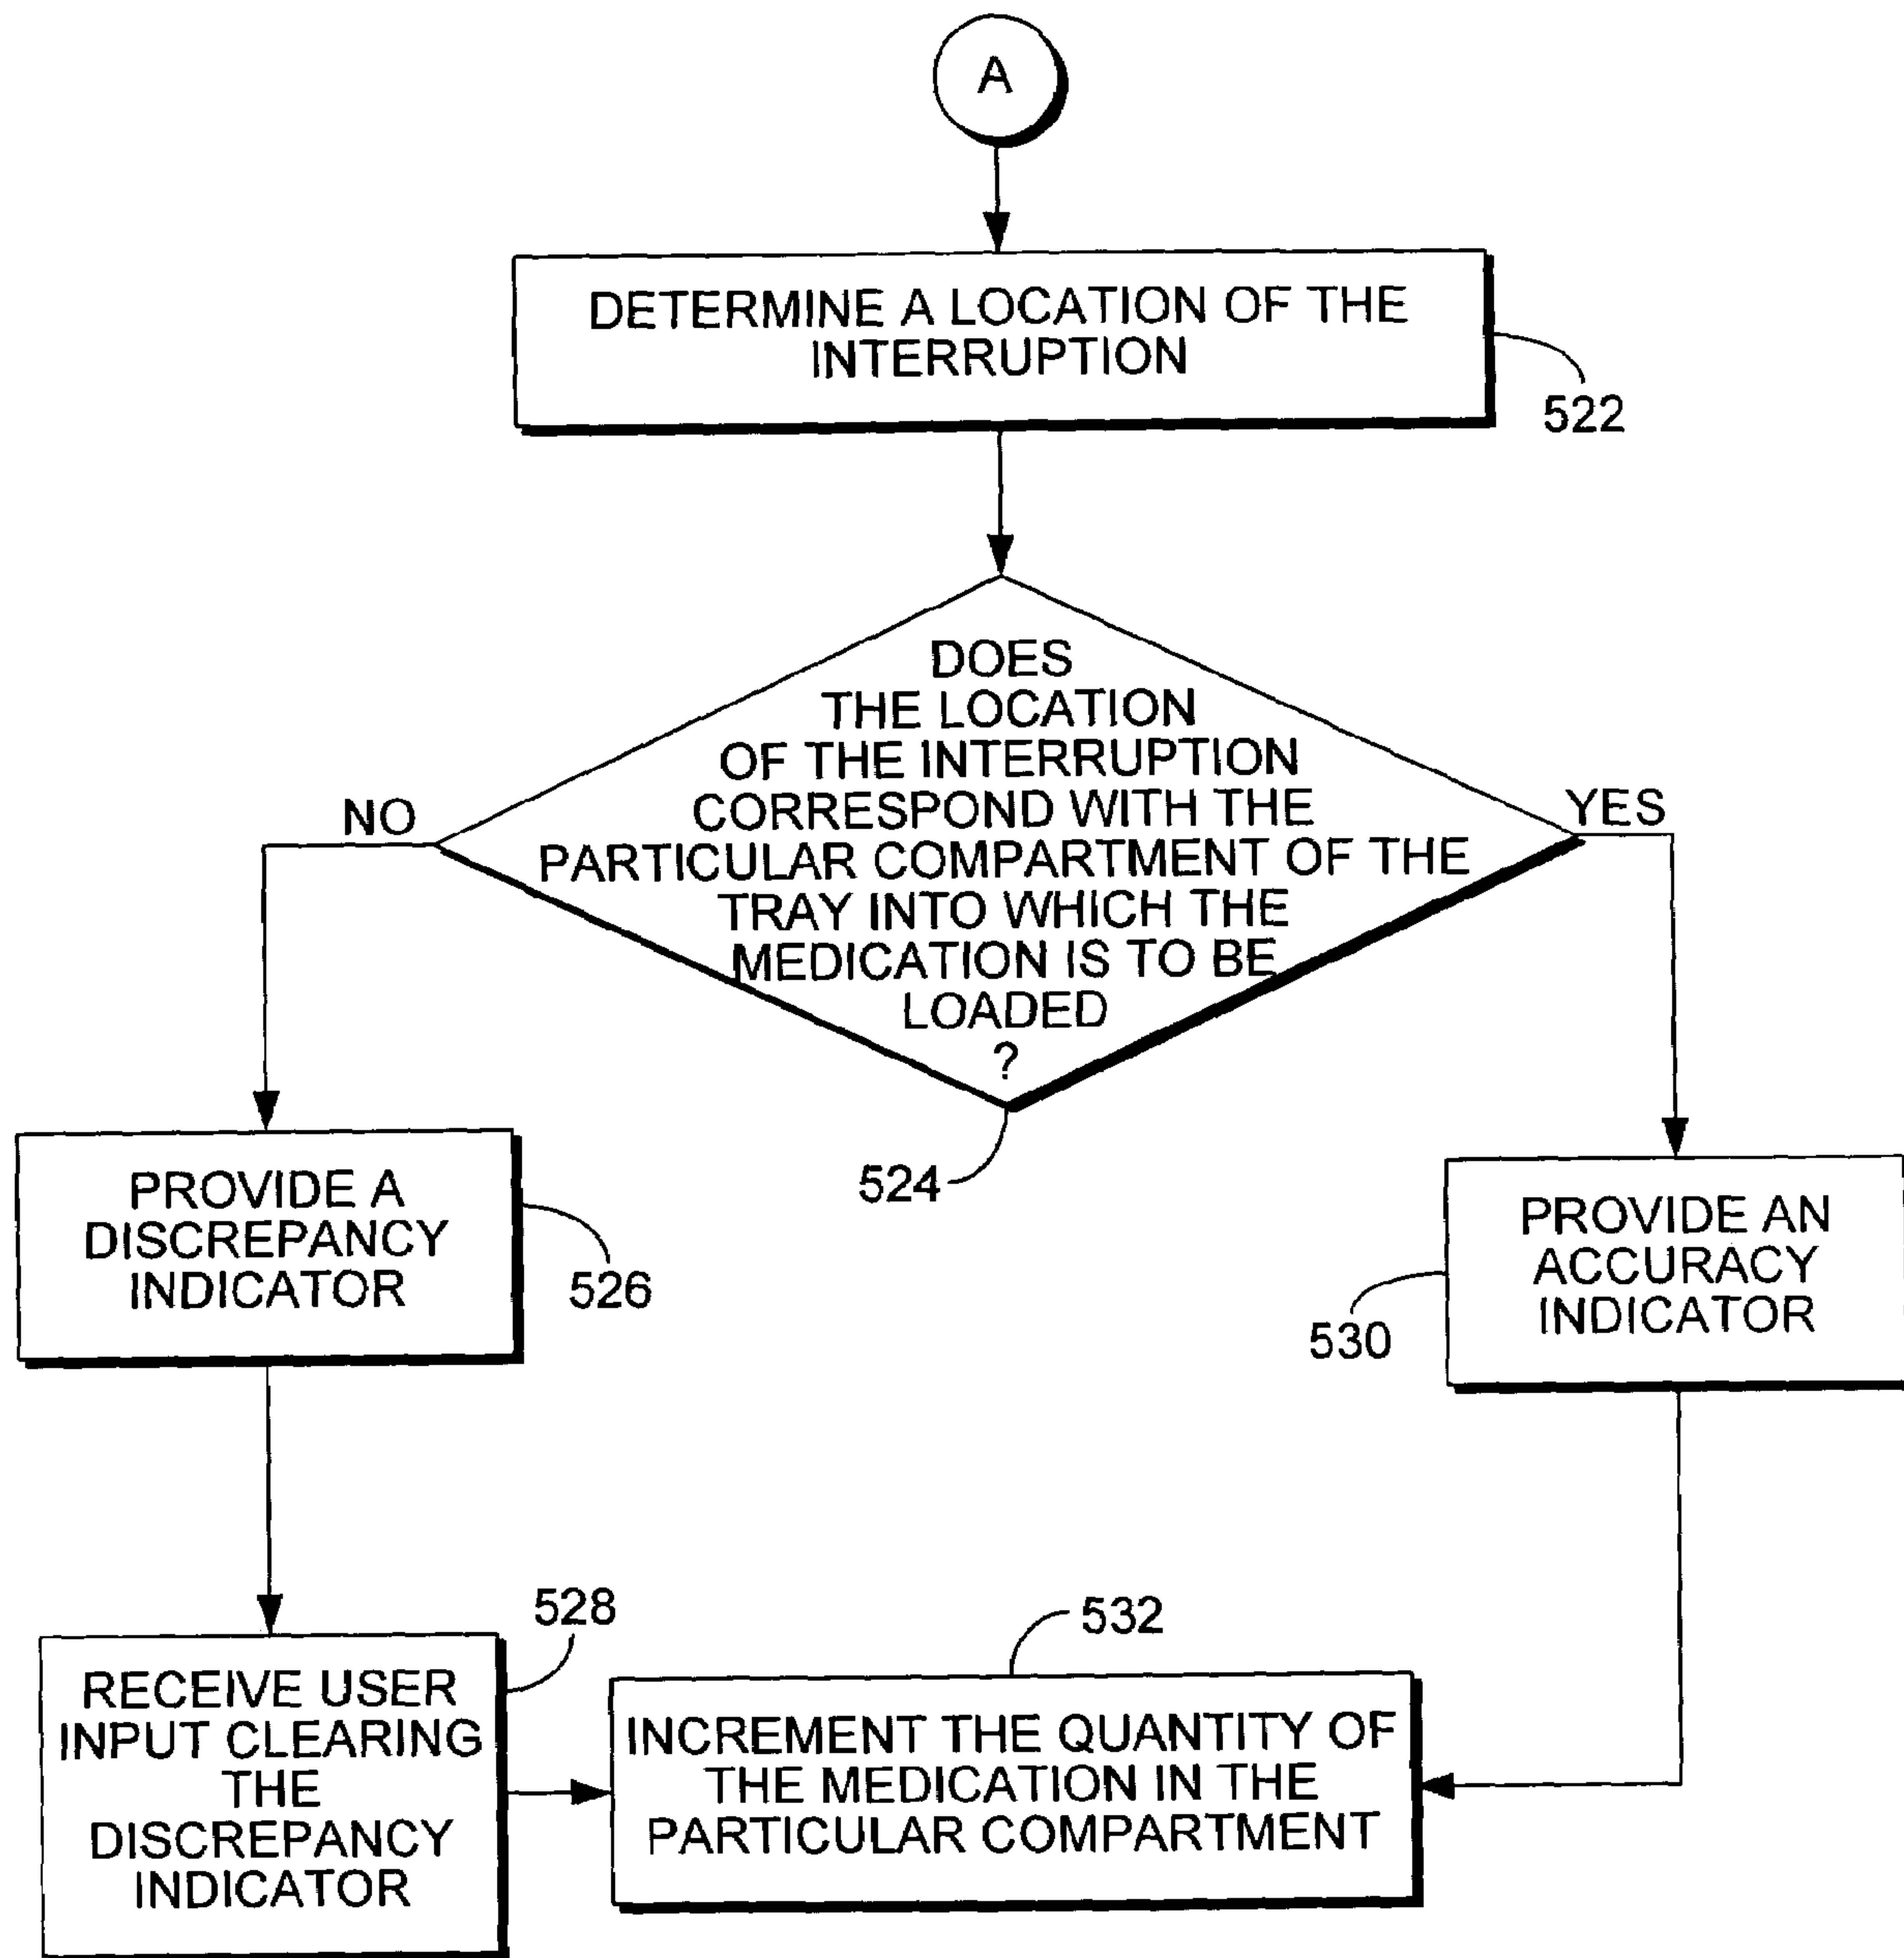 A
DETERMINE A LOCATION OF THE
INTERRUPTION
522
DOES
THE LOCATION
OF THE INTERRUPTION
CORRESPOND WITH THE
PARTICULAR COMPARTMENT OF THE
TRAY INTO WHICH THE
MEDICATION IS TO BE
LOADED
?
NO
YES
524
PROVIDE A
DISCREPANCY
INDICATOR
526
PROVIDE AN
ACCURACY
INDICATOR
530
RECEIVE USER
INPUT CLEARING
THE
DISCREPANCY
INDICATOR
528
532
INCREMENT THE QUANTITY OF
THE MEDICATION IN THE
PARTICULAR COMPARTMENT